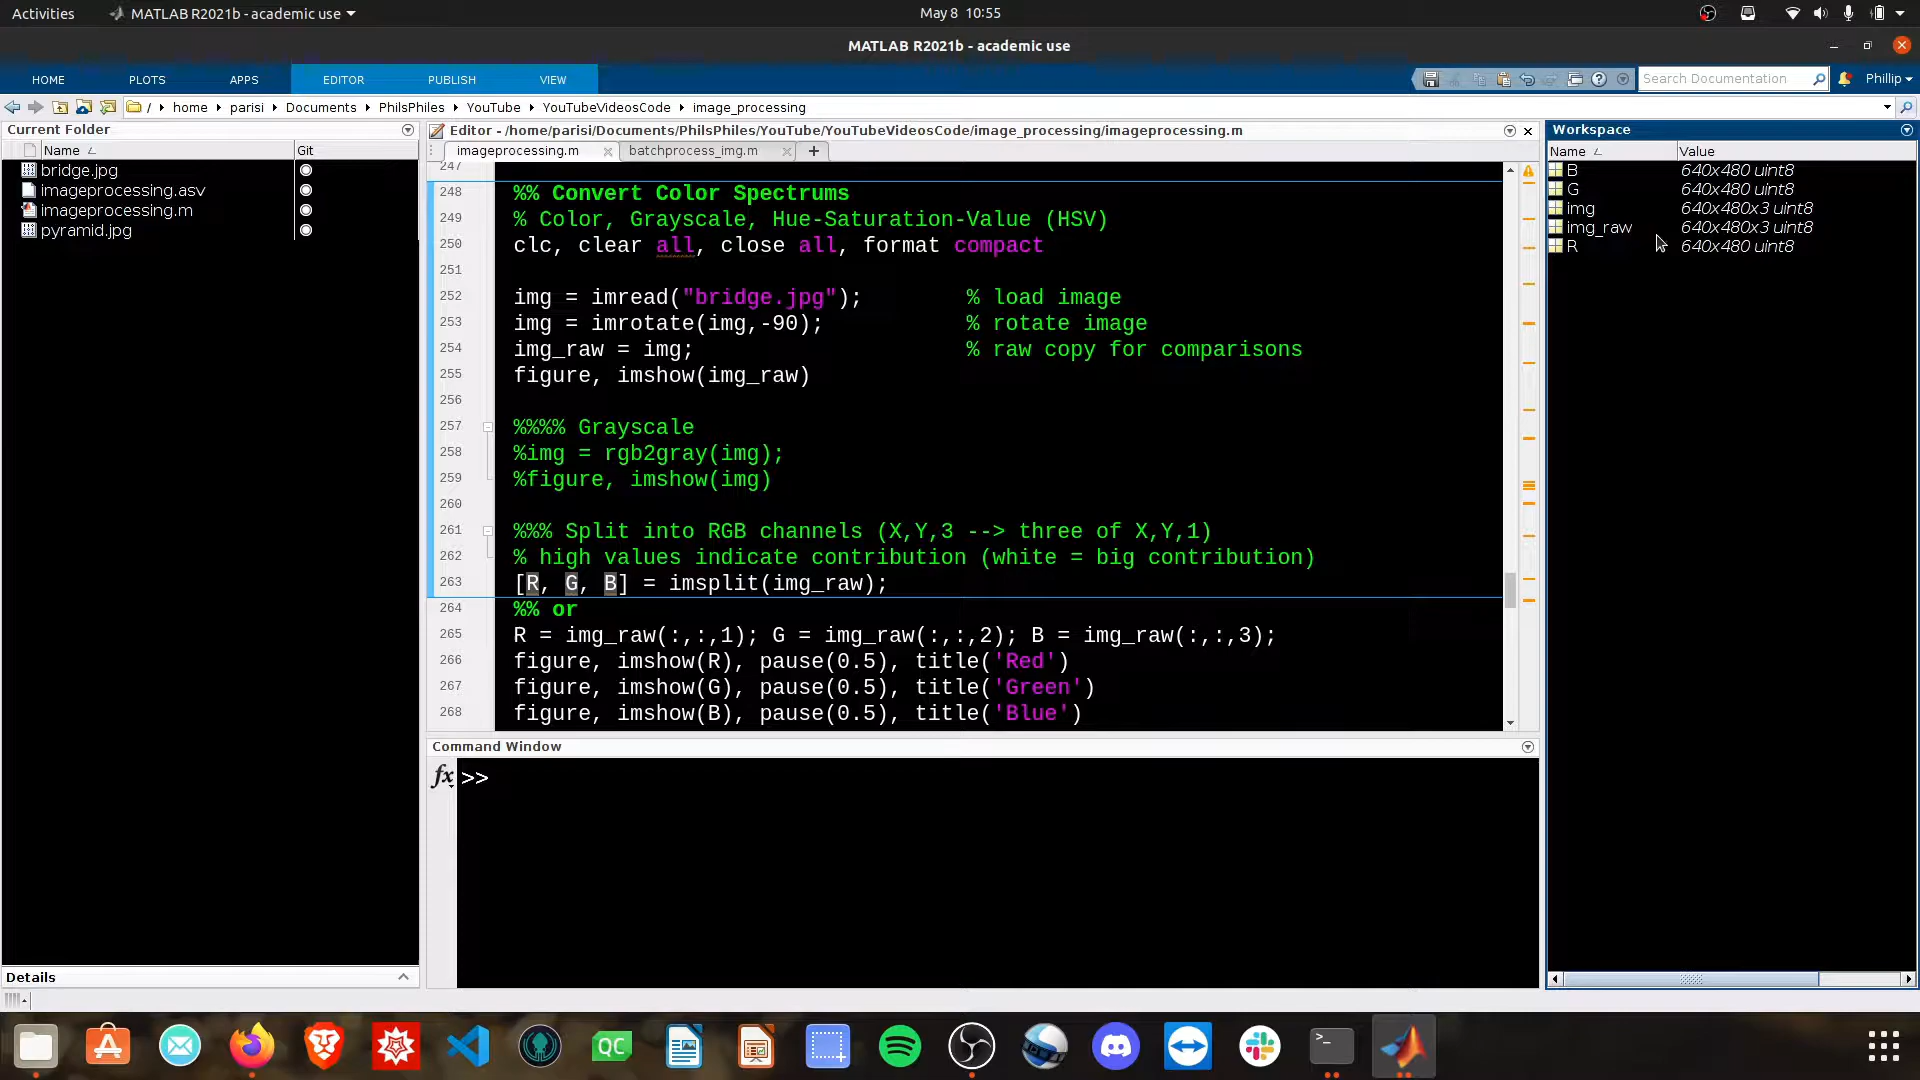 Activities
MATLAB R2021b - academic use
May 8 10:55
MATLAB R2021b - academic use
HOME
PLOTS
APPS
EDITOR
PUBLISH
VIEW
Search Documentation
Phillip
/ home parisi Documents PhilsPhiles YouTube YouTubeVideosCode image_processing
Current Folder
Name
Git
bridge.jpg
imageprocessing.asv
imageprocessing.m
pyramid.jpg
Details
Editor - /home/parisi/Documents/PhilsPhiles/YouTube/YouTubeVideosCode/image_processing/imageprocessing.m
imageprocessing.m
batchprocess_img.m
+
247
248 %% Convert Color Spectrums
249 % Color, Grayscale, Hue-Saturation-Value (HSV)
250 clc, clear all, close all, format compact
251
252 img = imread("bridge.jpg"); % load image
253 img = imrotate(img,-90); % rotate image
254 img_raw = img; % raw copy for comparisons
255 figure, imshow(img_raw)
256
257 %%%% Grayscale
258 %img = rgb2gray(img);
259 %figure, imshow(img)
260
261 %%% Split into RGB channels (X,Y,3 --> three of X,Y,1)
262 % high values indicate contribution (white = big contribution)
263 [R, G, B] = imsplit(img_raw);
264 %% or
265 R = img_raw(:,:,1); G = img_raw(:,:,2); B = img_raw(:,:,3);
266 figure, imshow(R), pause(0.5), title('Red')
267 figure, imshow(G), pause(0.5), title('Green')
268 figure, imshow(B), pause(0.5), title('Blue')
Command Window
fx >>
Workspace
Name Value
B 640x480 uint8
G 640x480 uint8
img 640x480x3 uint8
img_raw 640x480x3 uint8
R 640x480 uint8
QC
>_